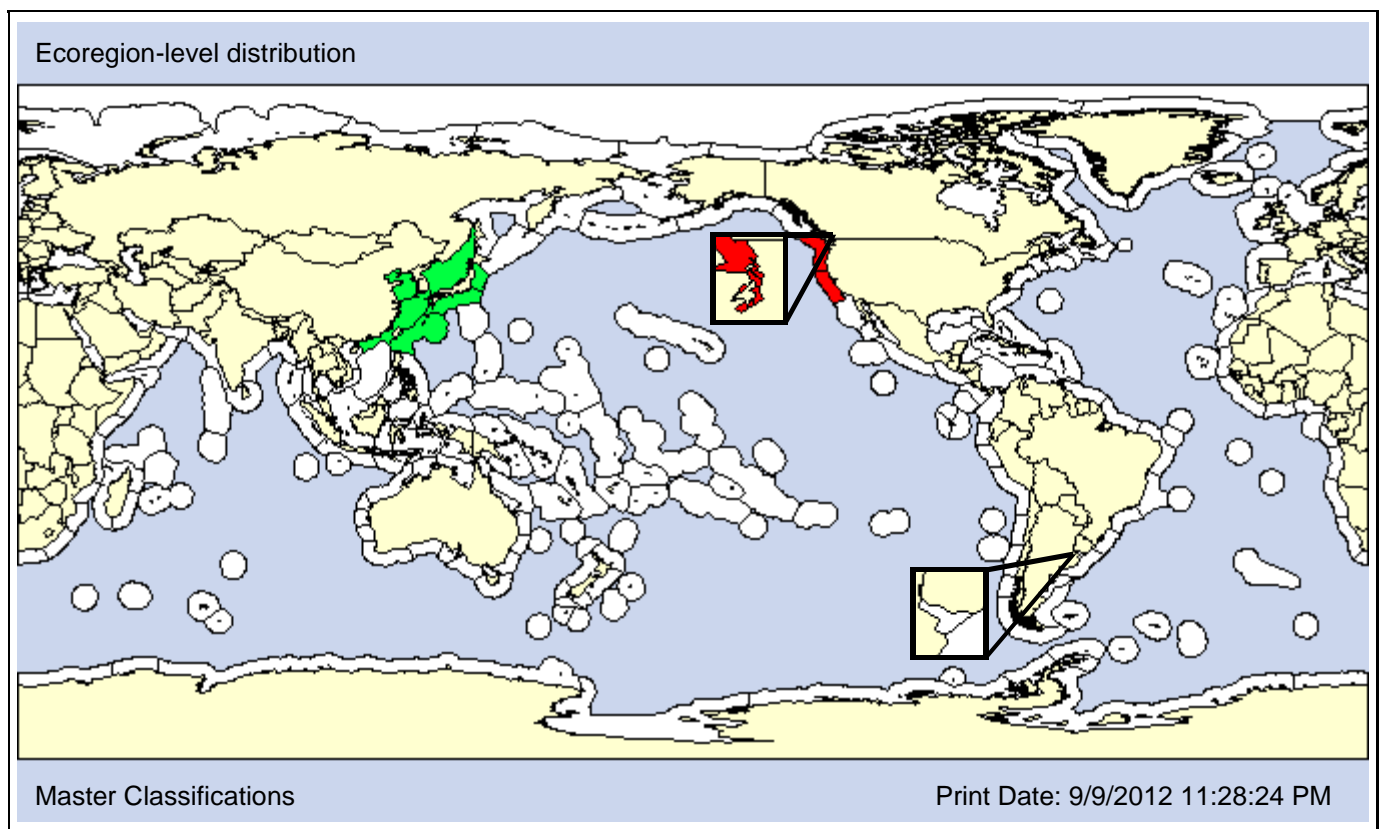 Ecoregion-level distribution
Master Classifications
Print Date: 9/9/2012 11:28:24 PM